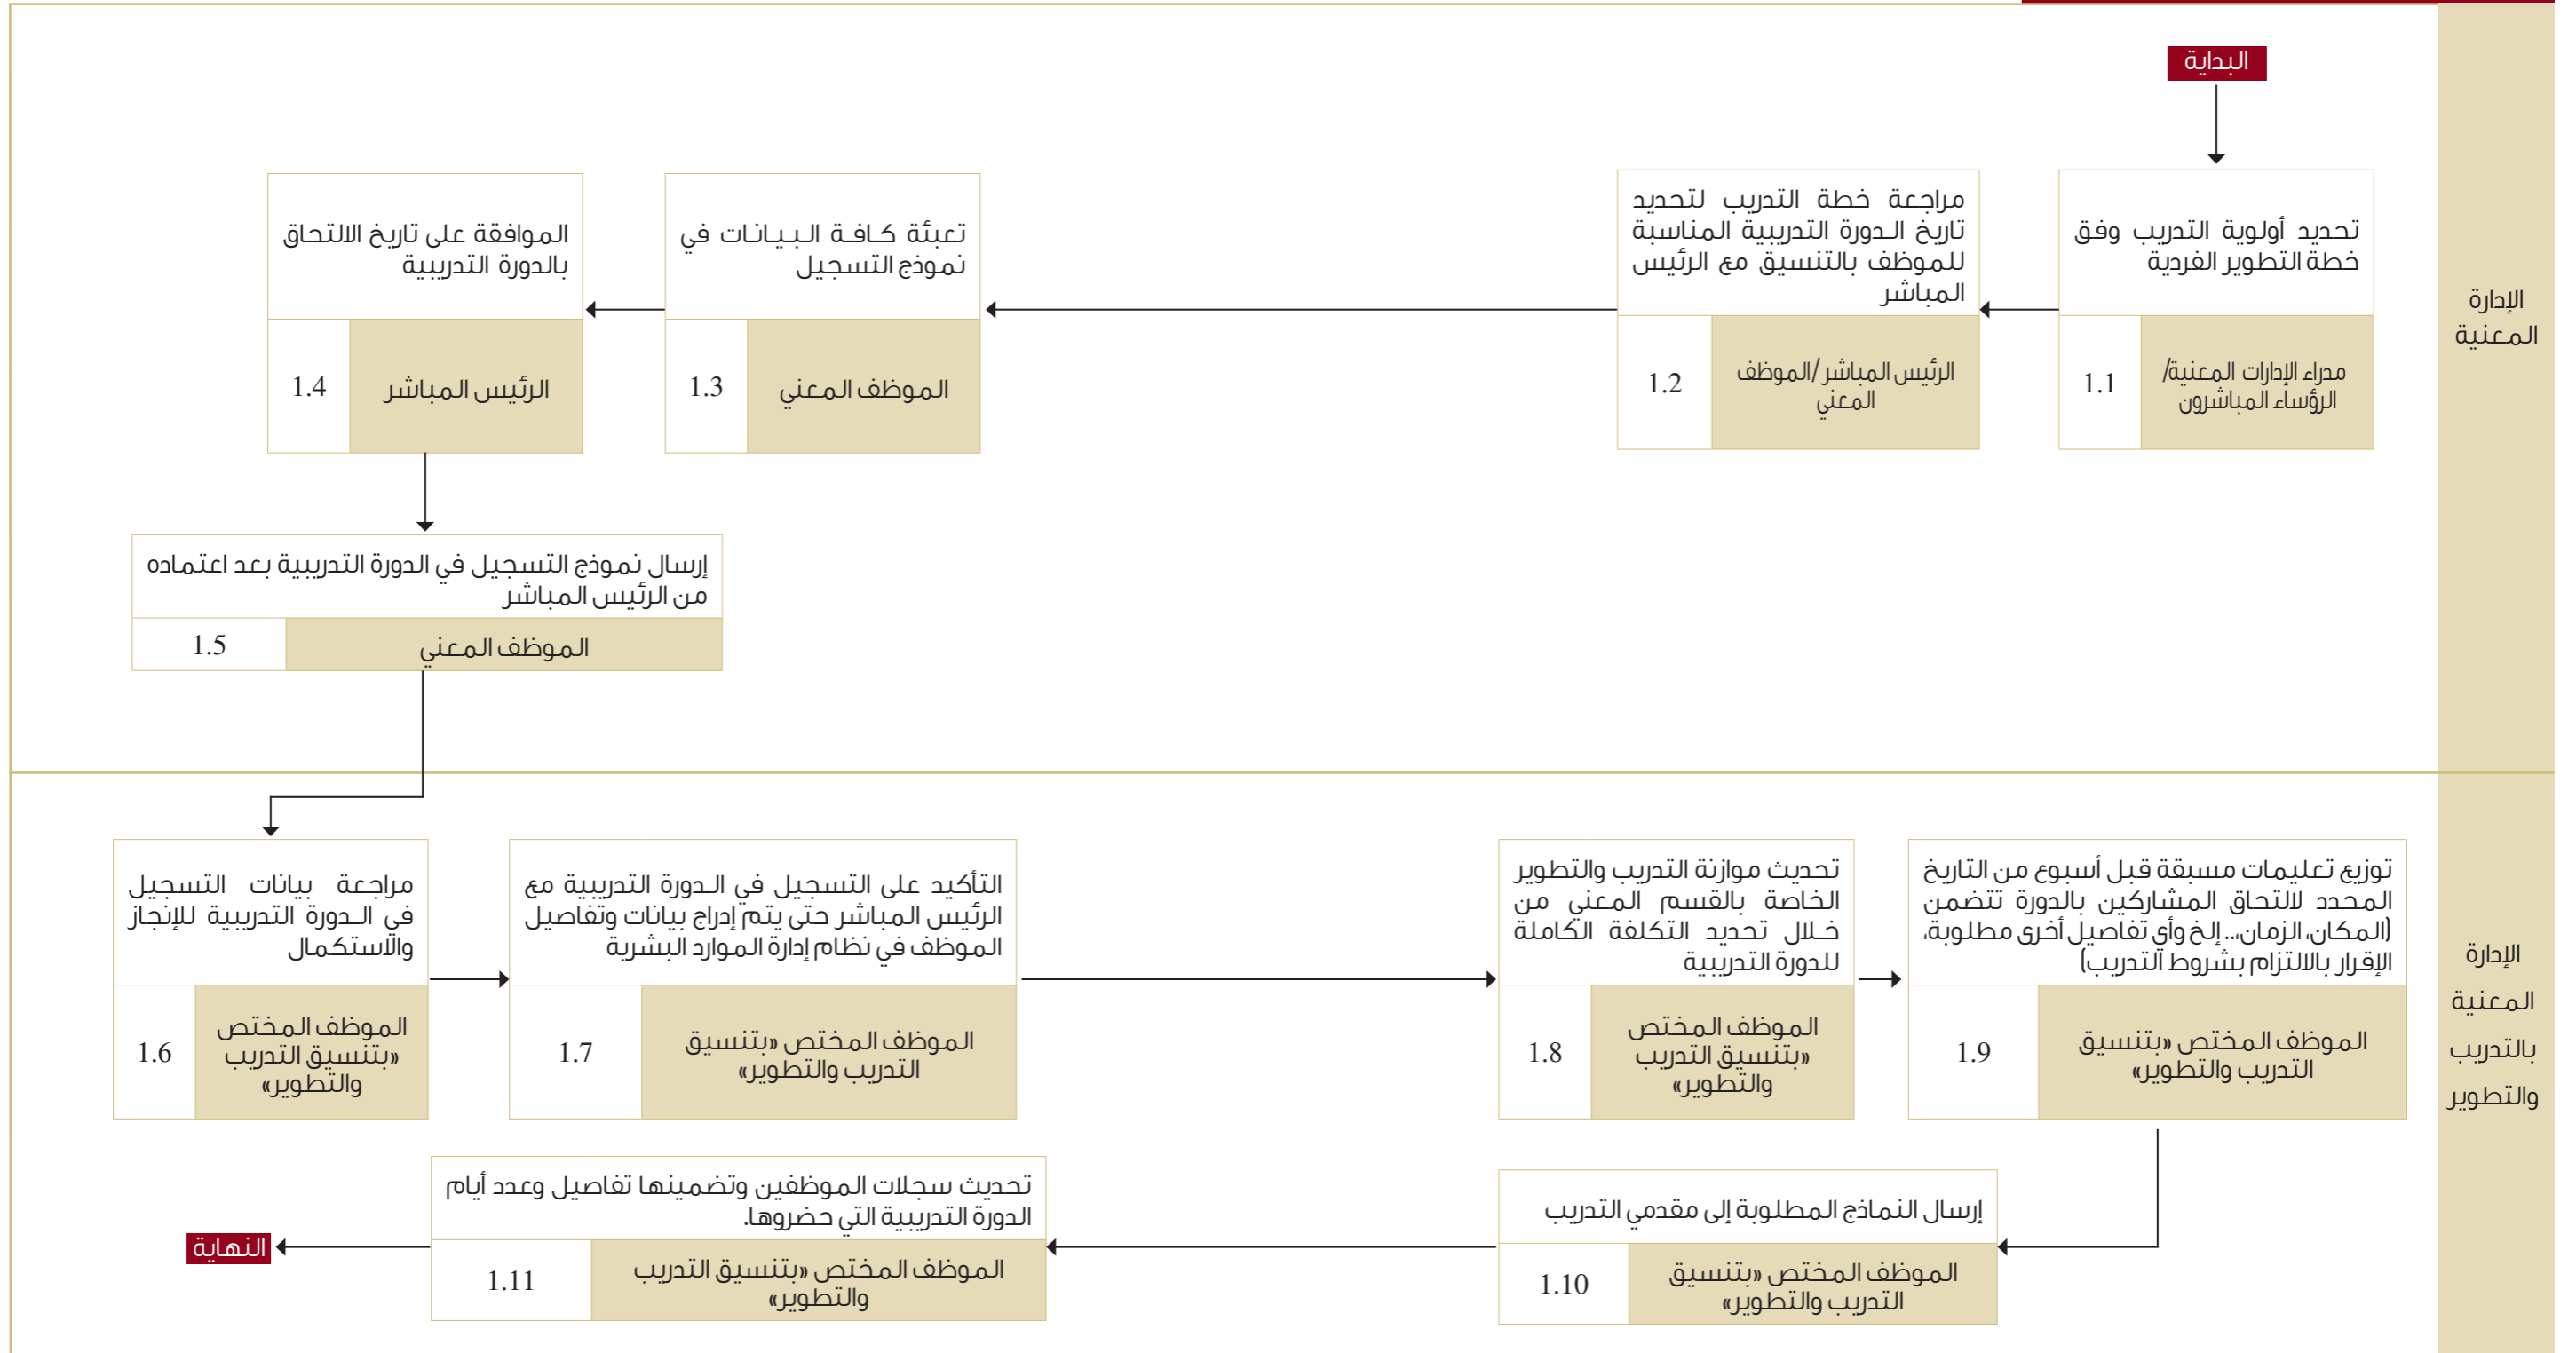 الإدارة
المعنية
البداية
تحديد أولوية التدريب وفق
خطة التطوير الفردية
مدراء الإدارات المعنية/
الرؤساء المباشرون
1.1
مراجعة خطة التدريب لتحديد
تاريخ الدورة التدريبية المناسبة
للموظف بالتنسيق مع الرئيس
المباشر
الرئيس المباشر/الموظف
المعني
1.2
تعبئة كافة البيانات في
نموذج التسجيل
الموظف المعني
1.3
الموافقة على تاريخ الالتحاق
بالدورة التدريبية
الرئيس المباشر
1.4
إرسال نموذج التسجيل في الدورة التدريبية بعد اعتماده
من الرئيس المباشر
الموظف المعني
1.5
الإدارة
المعنية
بالتدريب
والتطوير
مراجعة بيانات التسجيل
في الدورة التدريبية للإنجاز
والاستكمال
الموظف المختص
«بتنسيق التدريب
والتطوير»
1.6
التأكيد على التسجيل في الدورة التدريبية مع
الرئيس المباشر حتى يتم إدراج بيانات وتفاصيل
الموظف في نظام إدارة الموارد البشرية
الموظف المختص «بتنسيق
التدريب والتطوير»
1.7
تحديث موازنة التدريب والتطوير
الخاصة بالقسم المعني من
خلال تحديد التكلفة الكاملة
للدورة التدريبية
الموظف المختص
«بتنسيق التدريب
والتطوير»
1.8
توزيع تعليمات مسبقة قبل أسبوع من التاريخ
المحدد لالتحاق المشاركين بالدورة تتضمن
(المكان، الزمان،.. إلخ وأي تفاصيل أخرى مطلوبة،
الإقرار بالالتزام بشروط التدريب)
الموظف المختص «بتنسيق
التدريب والتطوير»
1.9
إرسال النماذج المطلوبة إلى مقدمي التدريب
الموظف المختص «بتنسيق
التدريب والتطوير»
1.10
تحديث سجلات الموظفين وتضمينها تفاصيل وعدد أيام
الدورة التدريبية التي حضروها.
الموظف المختص «بتنسيق التدريب
والتطوير»
1.11
النهاية